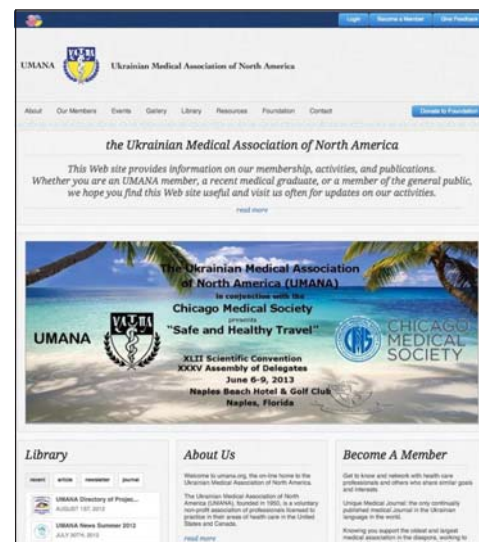 Login Become a Member Give Feedback
UMANA Ukrainian Medical Association of North America
About Our Members Events Gallery Library Resources Foundation Contact Donate to Foundation
the Ukrainian Medical Association of North America
This Web site provides information on our membership, activities, and publications.
Whether you are an UMANA member, a recent medical graduate, or a member of the general public,
we hope you find this Web site useful and visit us often for updates on our activities.
read more
The Ukrainian Medical Association
of North America (UMANA)
in conjunction with the
Chicago Medical Society
presents
"Safe and Healthy Travel"
UMANA
CHICAGO
MEDICAL
SOCIETY
XLII Scientific Convention
XXXV Assembly of Delegates
June 6-9, 2013
Naples Beach Hotel & Golf Club
Naples, Florida
Library
recent article newsletter journal
UMANA Directory of Projec...
AUGUST 1ST, 2012
UMANA News Summer 2012
JULY 30TH, 2012
About Us
Welcome to umana.org, the on-line home to the
Ukrainian Medical Association of North America.
The Ukrainian Medical Association of North
America (UMANA), founded in 1950, is a voluntary
non-profit association of professionals licensed to
practice in their areas of health care in the United
States and Canada.
read more
Become A Member
Get to know and network with health care
professionals and others who share similar goals
and interests.
Unique Medical Journal: the only continually
published medical journal in the Ukrainian
language in the world.
Knowing you support the oldest and largest
medical association in the diaspora, working to